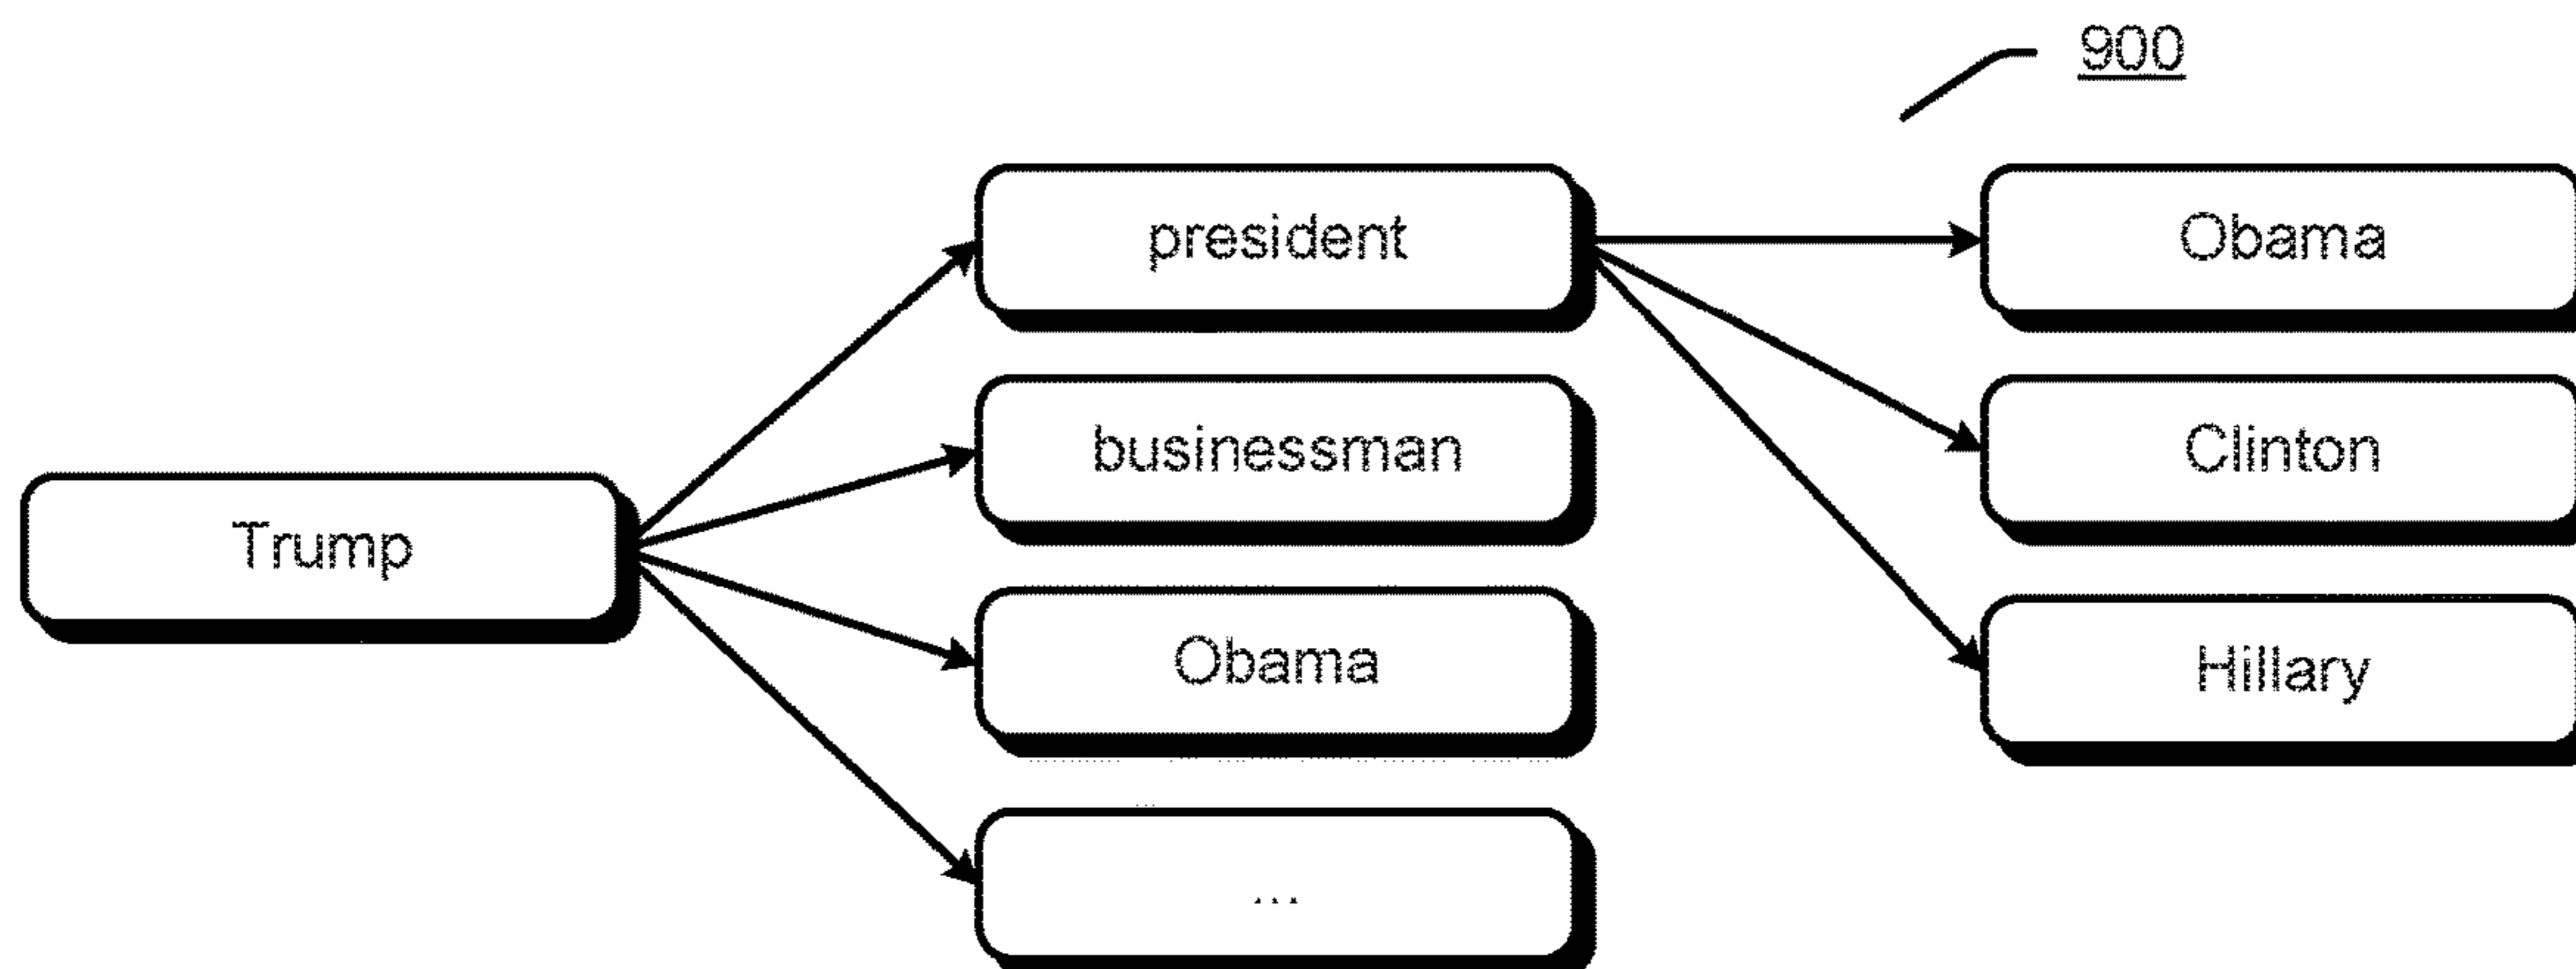 900
president
Obama
businessman
Clinton
Trump
Obama
Hillary
...